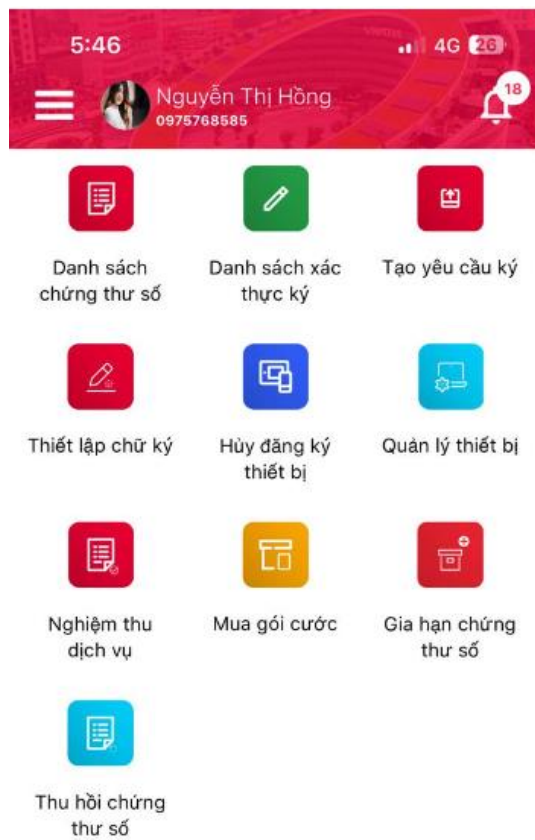 5:46
4G 26
Nguyễn Thị Hồng
0975768585
18
Danh sách
chứng thư số
Danh sách xác
thực ký
Tạo yêu cầu ký
Thiết lập chữ ký
Hủy đăng ký
thiết bị
Quản lý thiết bị
Nghiệm thu
dịch vụ
Mua gói cước
Gia hạn chứng
thư số
Thu hồi chứng
thư số